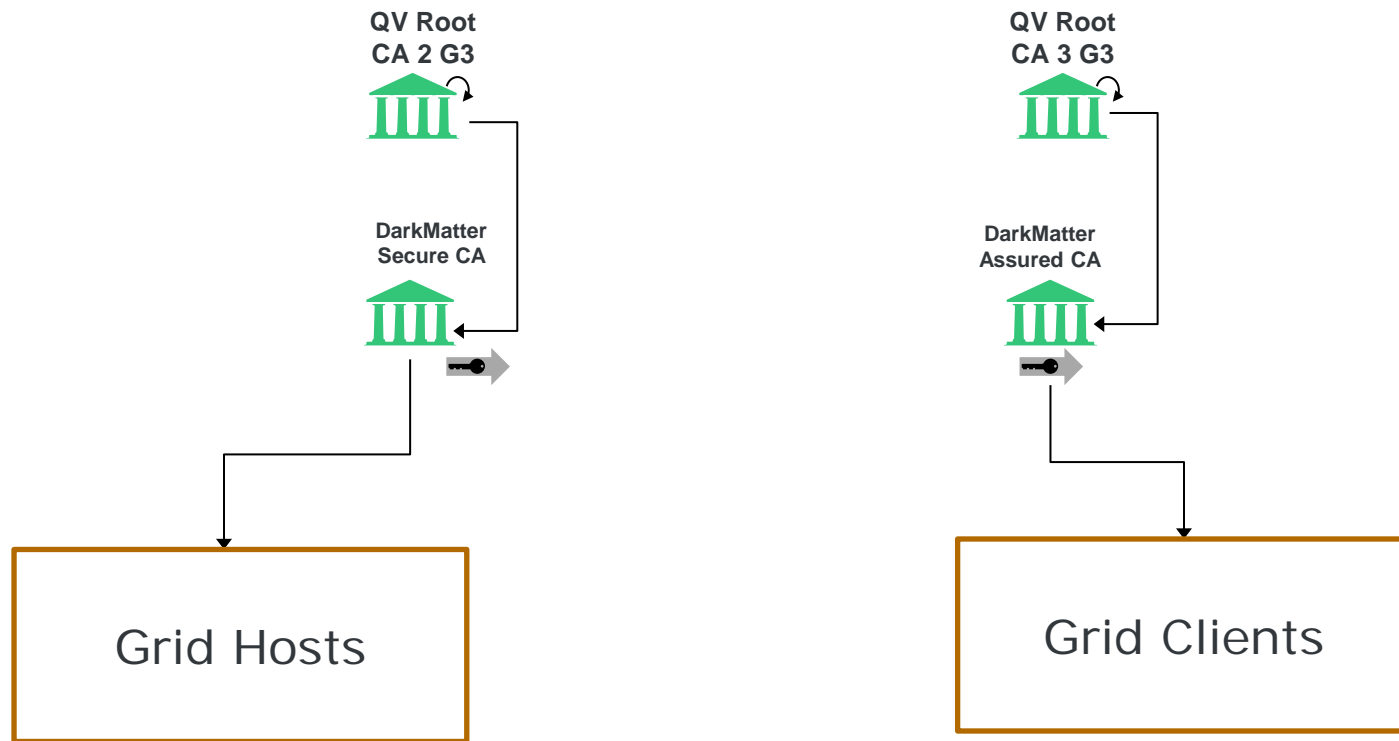 QV Root
CA 2 G3
QV Root
CA 3 G3
DarkMatter
Secure CA
DarkMatter
Assured CA
Grid Hosts
Grid Clients